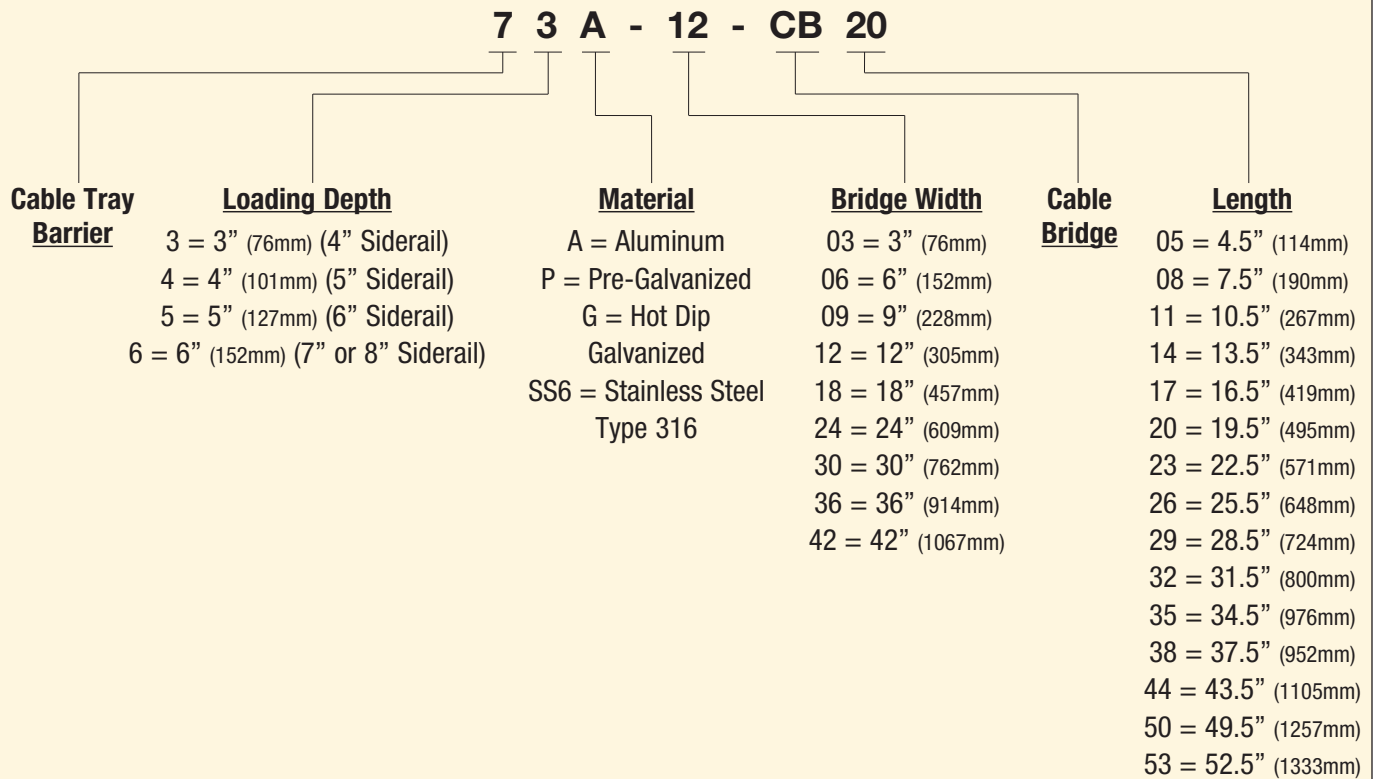 7 3 A - 12 - CB 20
Cable Tray
Barrier
Loading Depth
3 = 3” (76mm) (4” Siderail)
4 = 4” (101mm) (5” Siderail)
5 = 5” (127mm) (6” Siderail)
6 = 6” (152mm) (7” or 8” Siderail)
Material
A = Aluminum
P = Pre-Galvanized
G = Hot Dip
Galvanized
SS6 = Stainless Steel
Type 316
Bridge Width
03 = 3” (76mm)
06 = 6” (152mm)
09 = 9” (228mm)
12 = 12” (305mm)
18 = 18” (457mm)
24 = 24” (609mm)
30 = 30” (762mm)
36 = 36” (914mm)
42 = 42” (1067mm)
Cable
Bridge
Length
05 = 4.5” (114mm)
08 = 7.5” (190mm)
11 = 10.5” (267mm)
14 = 13.5” (343mm)
17 = 16.5” (419mm)
20 = 19.5” (495mm)
23 = 22.5” (571mm)
26 = 25.5” (648mm)
29 = 28.5” (724mm)
32 = 31.5” (800mm)
35 = 34.5” (976mm)
38 = 37.5” (952mm)
44 = 43.5” (1105mm)
50 = 49.5” (1257mm)
53 = 52.5” (1333mm)